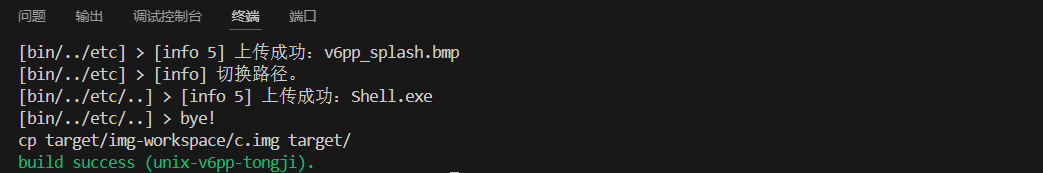 问题 输出 调试控制台 终端 端口
[bin/../etc] > [info 5] 上传成功：v6pp_splash.bmp
[bin/../etc] > [info] 切换路径。
[bin/../etc/..] > [info 5] 上传成功：Shell.exe
[bin/../etc/..] > bye!
cp target/img-workspace/c.img target/
build success (unix-v6pp-tongji).